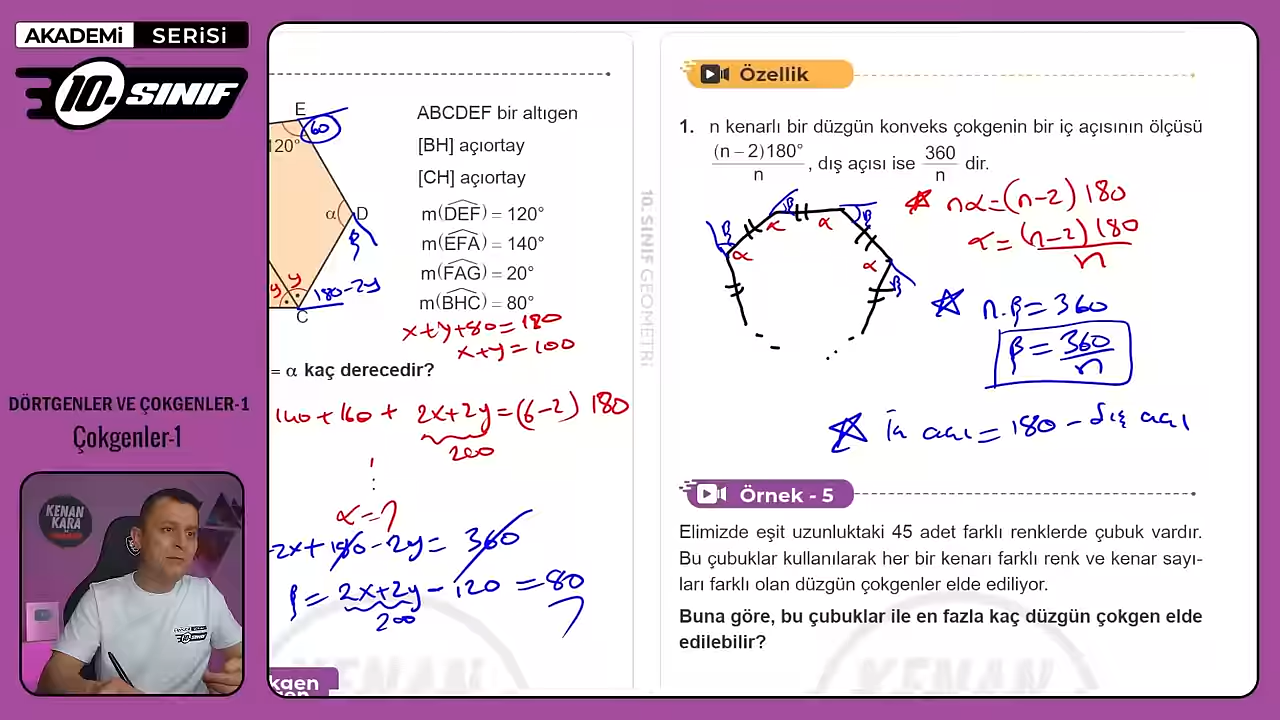 AKADEMİ SERİSİ
10. SINIF
DÖRTGENLER VE ÇOKGENLER-1
Çokgenler-1
KENAN
KARA
10. SINIF
E
60
120°
α
D
β
y
y
180-2y
C
ABCDEF bir altıgen
[BH] açıortay
[CH] açıortay
m(DEF) = 120°
m(EFA) = 140°
m(FAG) = 20°
m(BHC) = 80°
x+y+80=180
x+y=100
= α kaç derecedir?
140+160+ 2x+2y=(6-2) 180
200
α=?
-2x+180-2y= 360
β= 2x+2y-120 =80
200
KENAN
kgen
10. SINIF GEOMETRİ
Özellik
1. n kenarlı bir düzgün konveks çokgenin bir iç açısının ölçüsü
(n – 2)180°
n
, dış açısı ise
360
n
dir.
β
β
β
β
α
α
α
α
nα=(n-2) 180
α=(n-2) 180
n
n.β=360
β=360
n
İç açı=180-dış açı
Örnek - 5
Elimizde eşit uzunluktaki 45 adet farklı renklerde çubuk vardır.
Bu çubuklar kullanılarak her bir kenarı farklı renk ve kenar sayı-
ları farklı olan düzgün çokgenler elde ediliyor.
Buna göre, bu çubuklar ile en fazla kaç düzgün çokgen elde
edilebilir?
KENAN